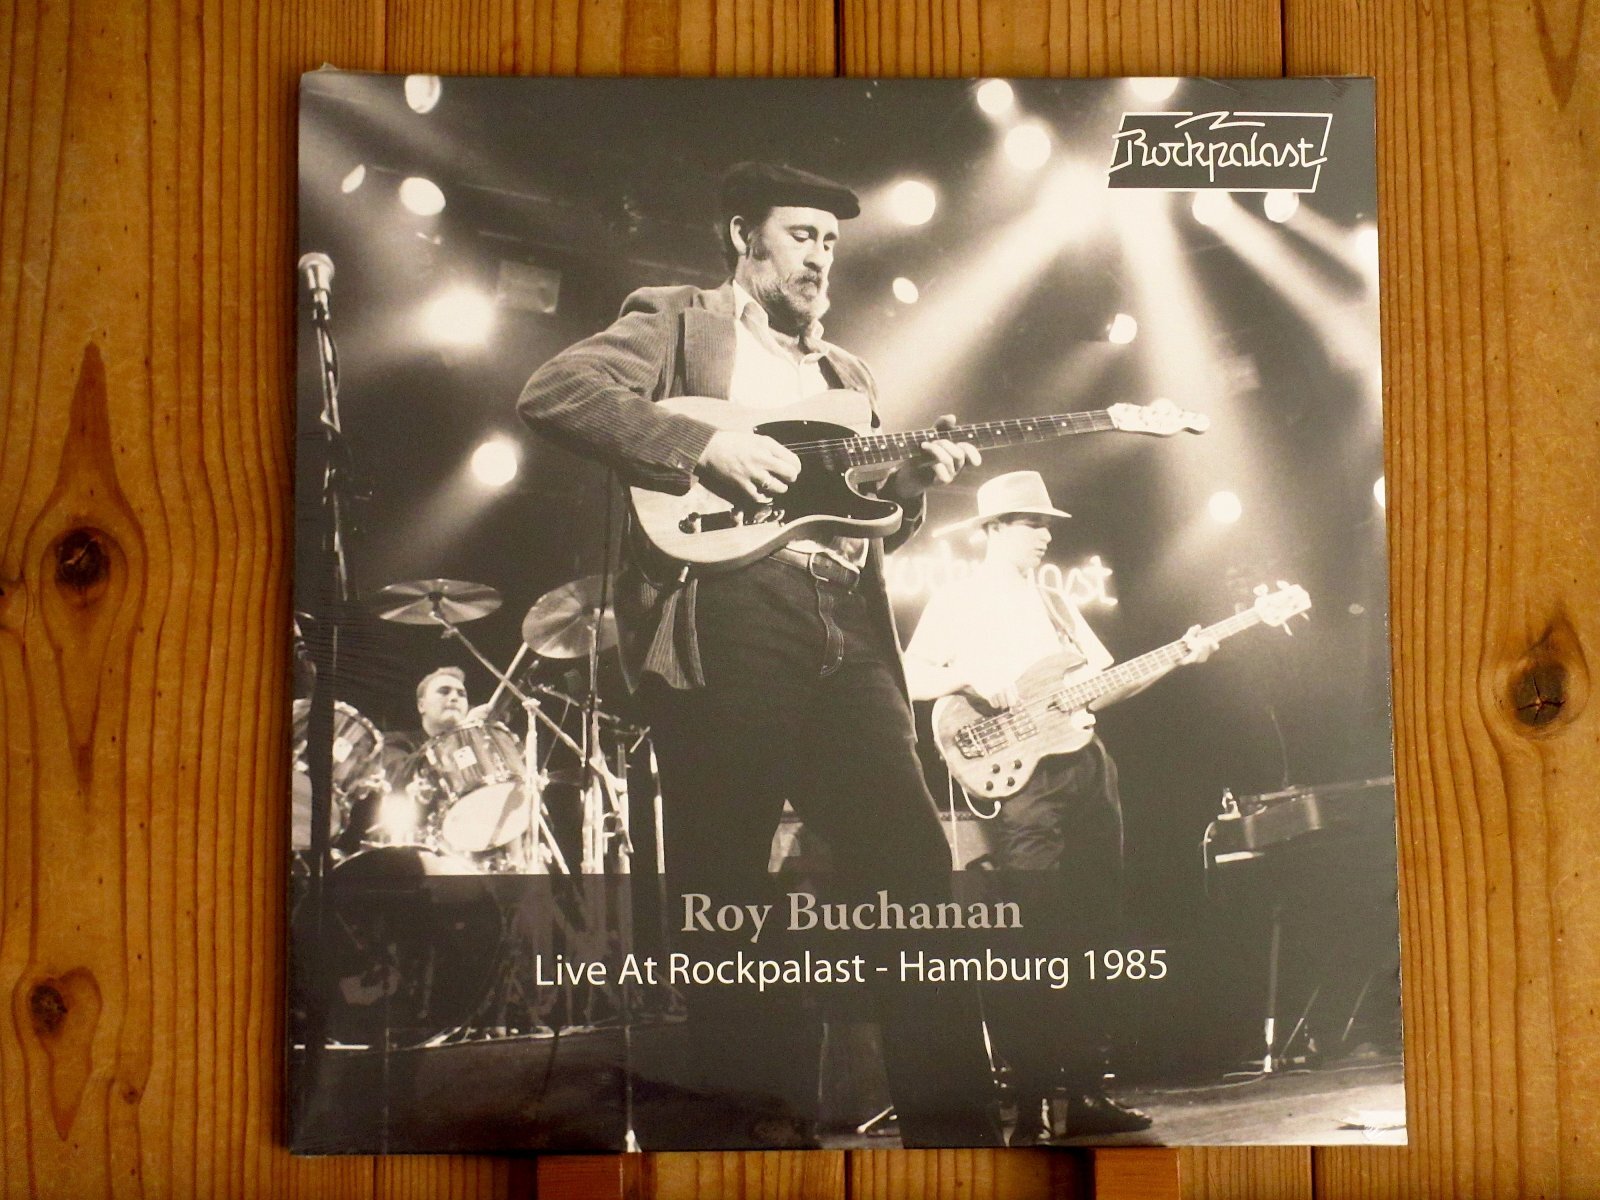 Rockpalast
Roy Buchanan
Live At Rockpalast - Hamburg 1985